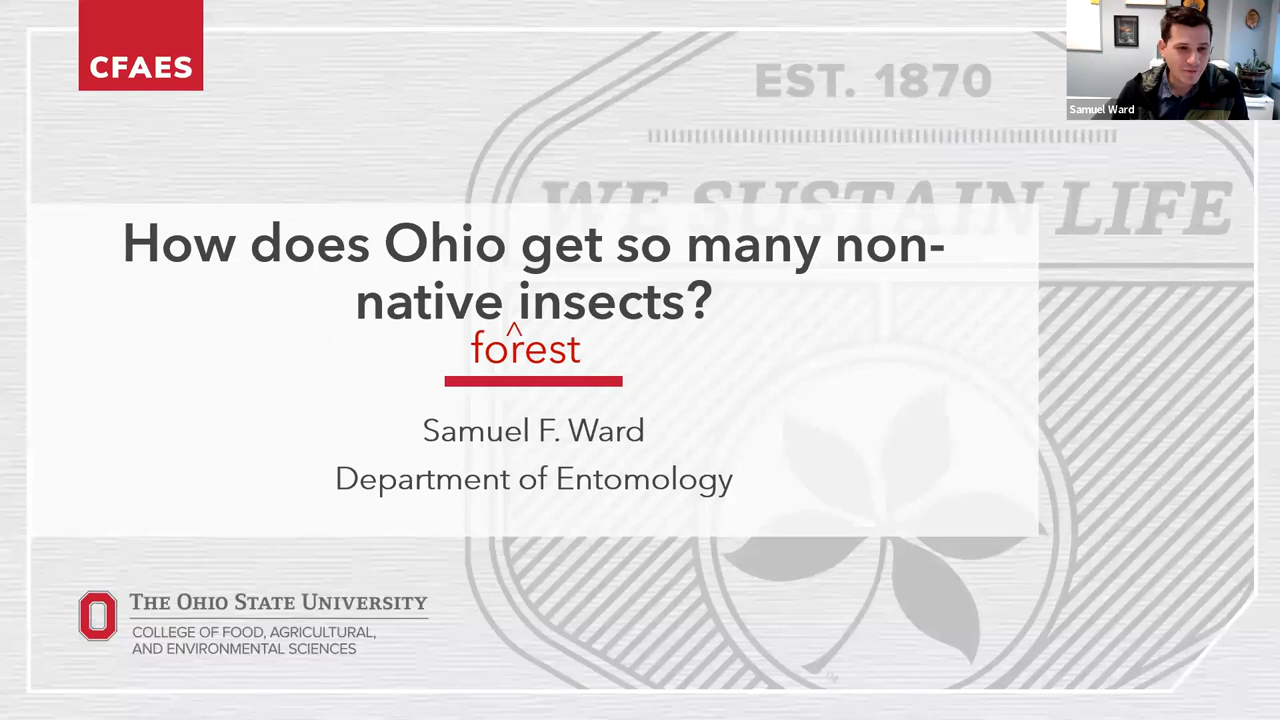 CFAES
EST. 1870
Samuel Ward
WE SUSTAIN LIFE
How does Ohio get so many non-
native insects?
^
forest
Samuel F. Ward
Department of Entomology
THE OHIO STATE UNIVERSITY
COLLEGE OF FOOD, AGRICULTURAL,
AND ENVIRONMENTAL SCIENCES
TM